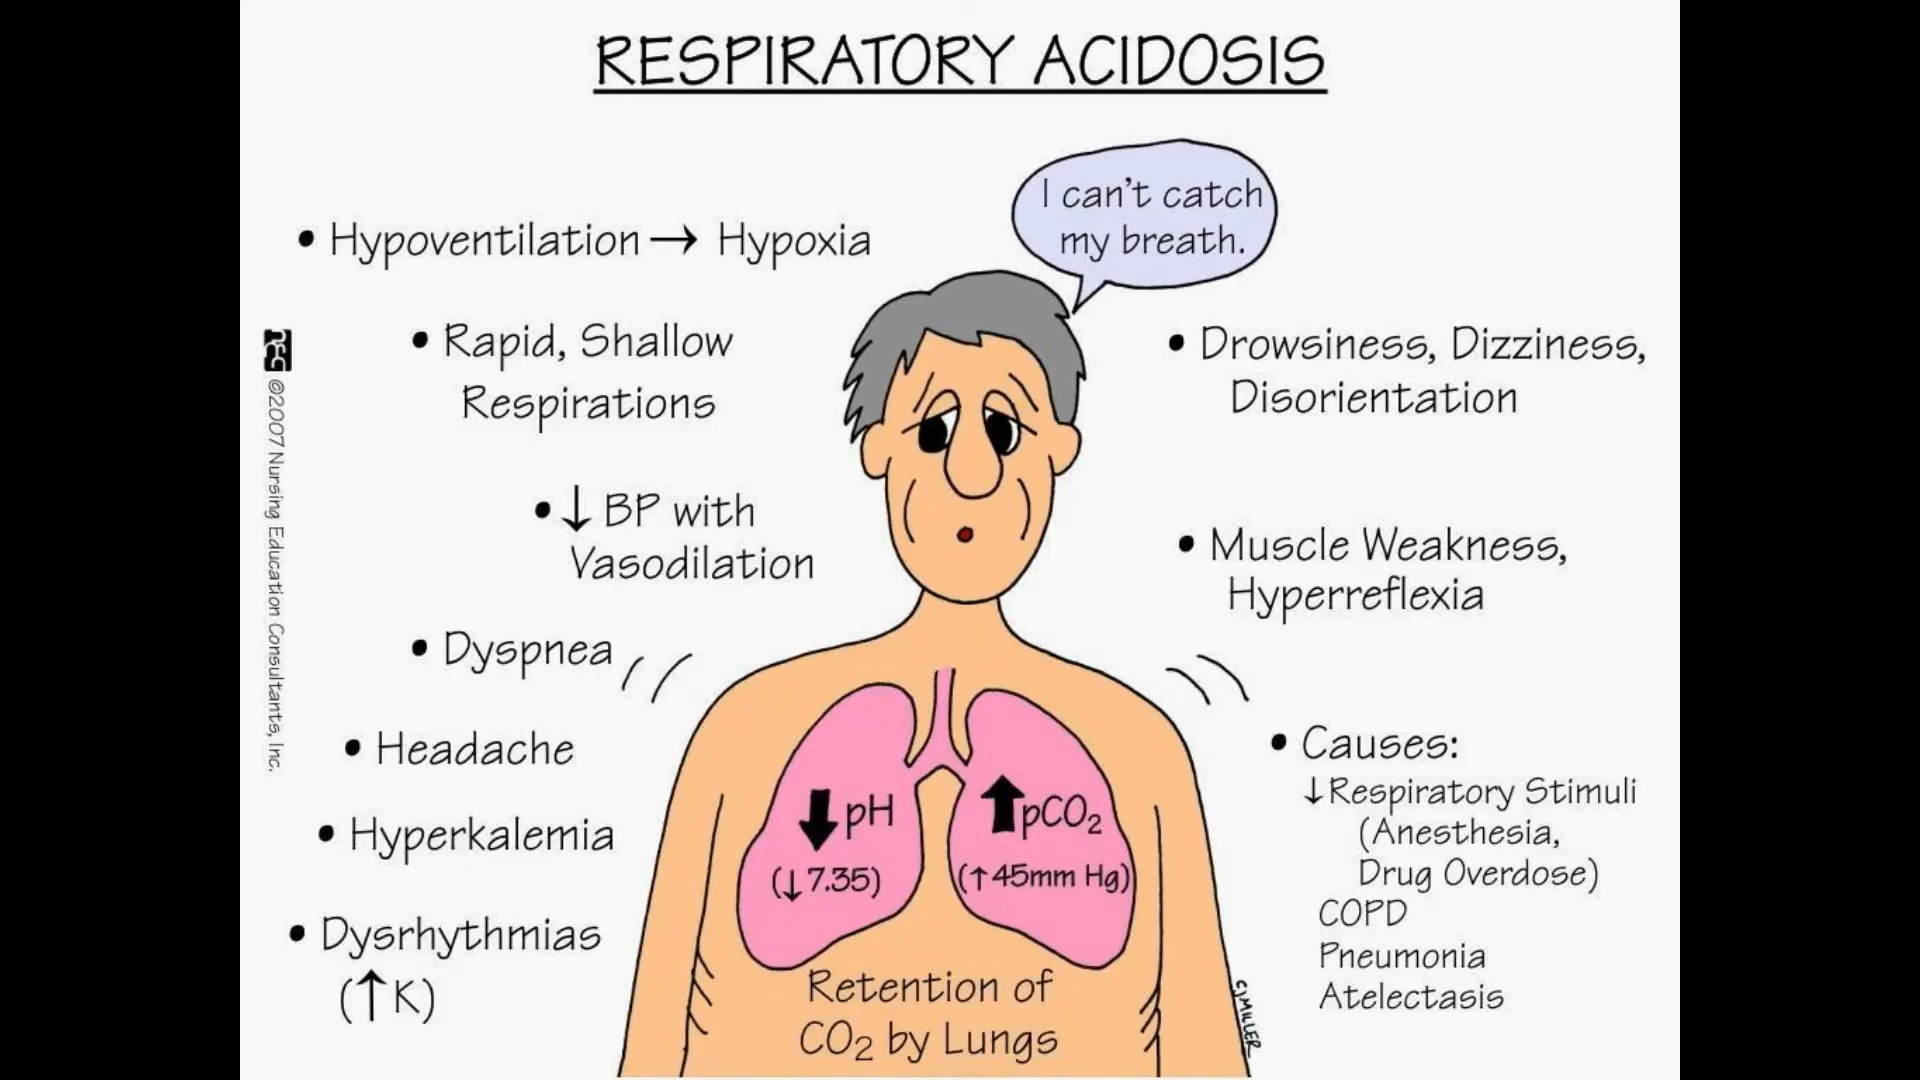 RESPIRATORY ACIDOSIS
I can't catch
my breath.
• Hypoventilation → Hypoxia
• Rapid, Shallow
Respirations
• ↓ BP with
Vasodilation
• Dyspnea
• Headache
• Hyperkalemia
• Dysrhythmias
(↑K)
• Drowsiness, Dizziness,
Disorientation
• Muscle Weakness,
Hyperreflexia
• Causes:
↓Respiratory Stimuli
(Anesthesia,
Drug Overdose)
COPD
Pneumonia
Atelectasis
↓pH
(↓7.35)
↑pCO₂
(↑45mm Hg)
Retention of
CO₂ by Lungs
nec ©2007 Nursing Education Consultants, Inc.
CJMILLER